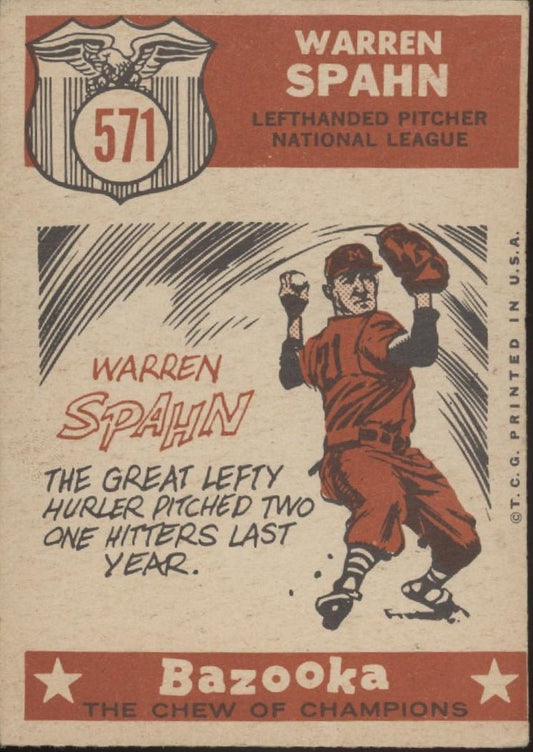 571
WARREN
SPAHN
LEFTHANDED PITCHER
NATIONAL LEAGUE
M
21
WARREN
SPAHN
THE GREAT LEFTY
HURLER PITCHED TWO
ONE HITTERS LAST
YEAR.
©T.C.G. PRINTED IN U.S.A.
Bazooka
THE CHEW OF CHAMPIONS